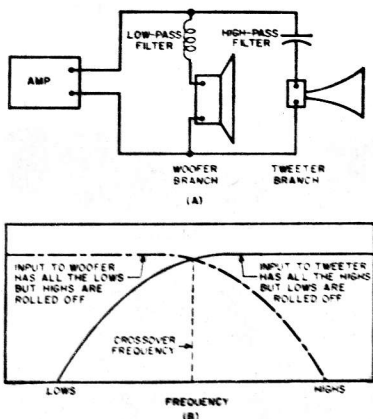 LOW-PASS
FILTER
HIGH-PASS
FILTER
AMP
WOOFER
BRANCH
TWEETER
BRANCH
(A)
INPUT TO WOOFER
HAS ALL THE LOWS
BUT HIGHS ARE
ROLLED OFF
INPUT TO TWEETER
HAS ALL THE HIGHS
BUT LOWS ARE
ROLLED OFF
CROSSOVER
FREQUENCY
LOWS
FREQUENCY
HIGHS
(B)